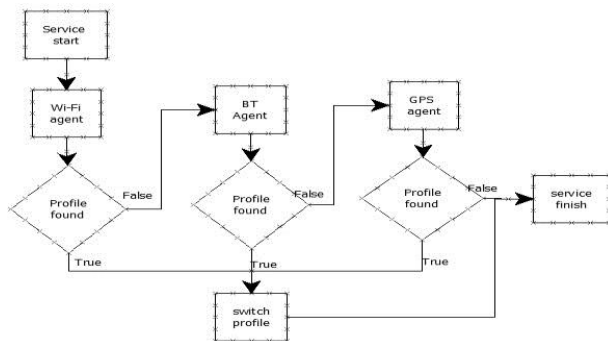 Service
start
Wi-Fi
agent
BT
Agent
GPS
agent
Profile
found
False
Profile
found
False
Profile
found
False
service
finish
True
True
True
switch
profile